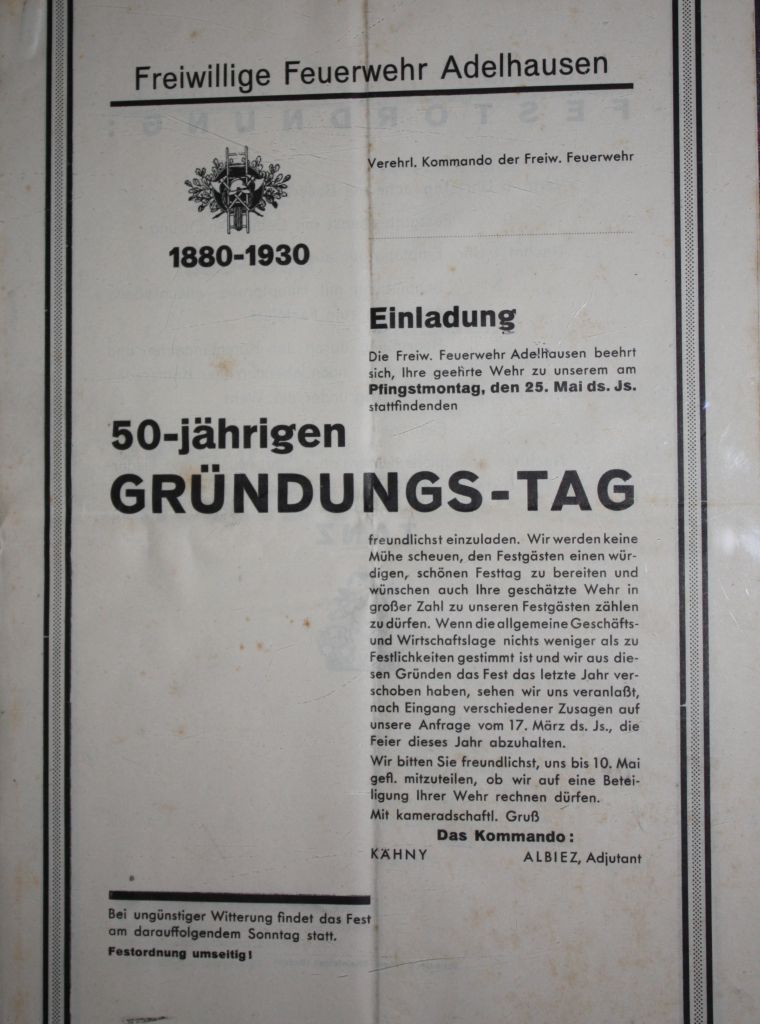 Freiwillige Feuerwehr Adelhausen
Verehrl. Kommando der Freiw. Feuerwehr
1880-1930
Einladung
Die Freiw. Feuerwehr Adelhausen beehrt
sich, Ihre geehrte Wehr zu unserem am
Pfingstmontag, den 25. Mai ds. Js.
stattfindenden
50-jährigen
GRÜNDUNGS-TAG
freundlichst einzuladen. Wir werden keine
Mühe scheuen, den Festgästen einen wür-
digen, schönen Festtag zu bereiten und
wünschen auch Ihre geschätzte Wehr in
großer Zahl zu unseren Festgästen zählen
zu dürfen. Wenn die allgemeine Geschäfts-
und Wirtschaftslage nichts weniger als zu
Festlichkeiten gestimmt ist und wir aus die-
sen Gründen das Fest das letzte Jahr ver-
schoben haben, sehen wir uns veranlaßt,
nach Eingang verschiedener Zusagen auf
unsere Anfrage vom 17. März ds. Js., die
Feier dieses Jahr abzuhalten.
Wir bitten Sie freundlichst, uns bis 10. Mai
gefl. mitzuteilen, ob wir auf eine Betei-
ligung Ihrer Wehr rechnen dürfen.
Mit kameradschaftl. Gruß
Das Kommando:
KÄHNY ALBIEZ, Adjutant
Bei ungünstiger Witterung findet das Fest
am darauffolgendem Sonntag statt.
Festordnung umseitig!